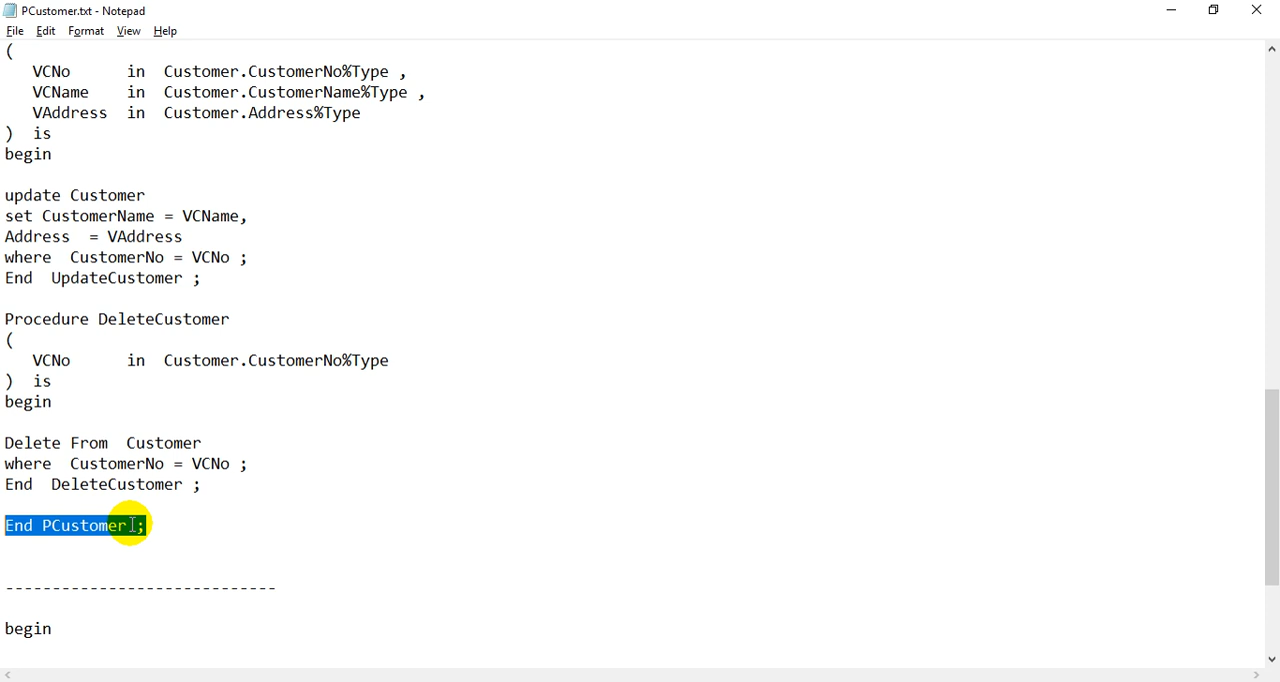 PCustomer.txt - Notepad
File Edit Format View Help
(
VCNo in Customer.CustomerNo%Type ,
VCName in Customer.CustomerName%Type ,
VAddress in Customer.Address%Type
) is
begin
update Customer
set CustomerName = VCName,
Address = VAddress
where CustomerNo = VCNo ;
End UpdateCustomer ;
Procedure DeleteCustomer
(
VCNo in Customer.CustomerNo%Type
) is
begin
Delete From Customer
where CustomerNo = VCNo ;
End DeleteCustomer ;
End PCustomer ;
-----------------------------
begin